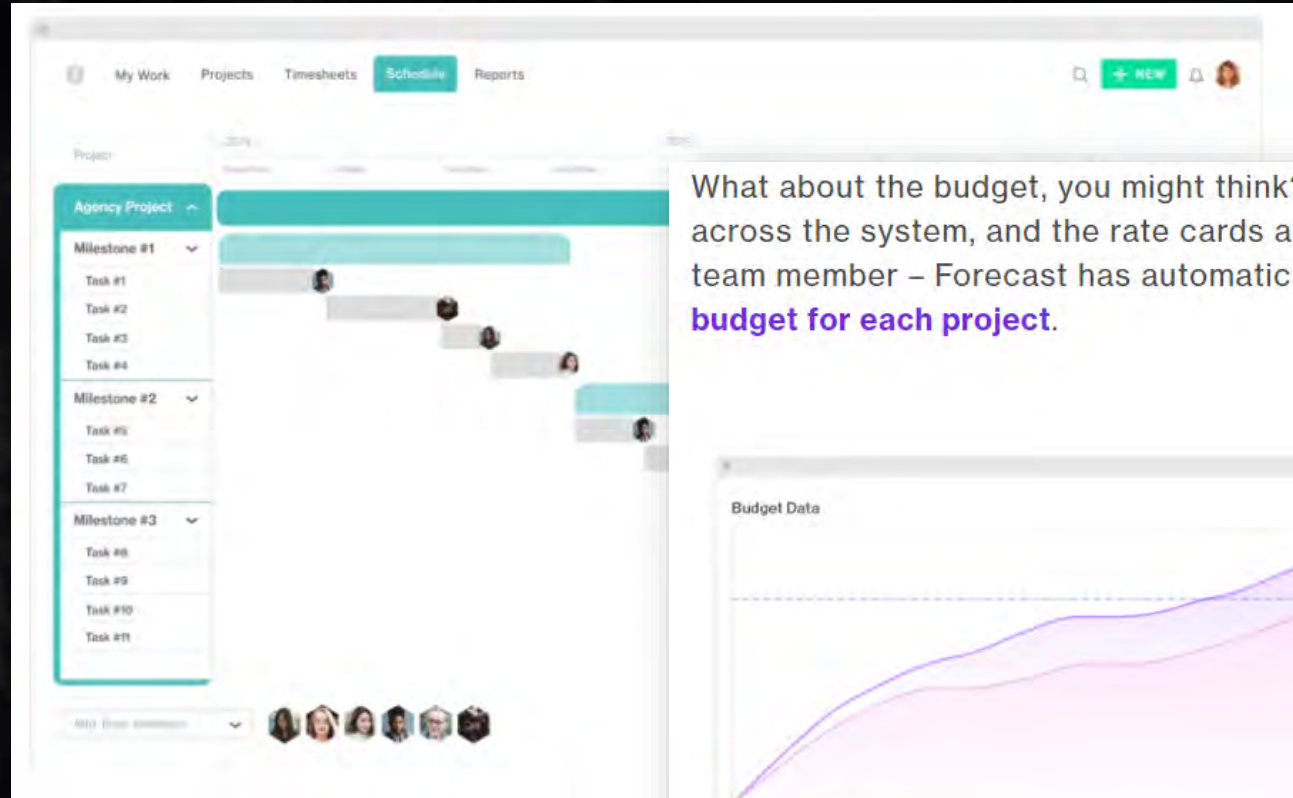 My Work Projects Timesheets Schedule Reports
+ NEW
Project
Agency Project
Milestone #1
Task #1
Task #2
Task #3
Task #4
Milestone #2
Task #5
Task #6
Task #7
Milestone #3
Task #8
Task #9
Task #10
Task #11
What about the budget, you might think?
across the system, and the rate cards a
team member – Forecast has automatic
budget for each project.
Budget Data